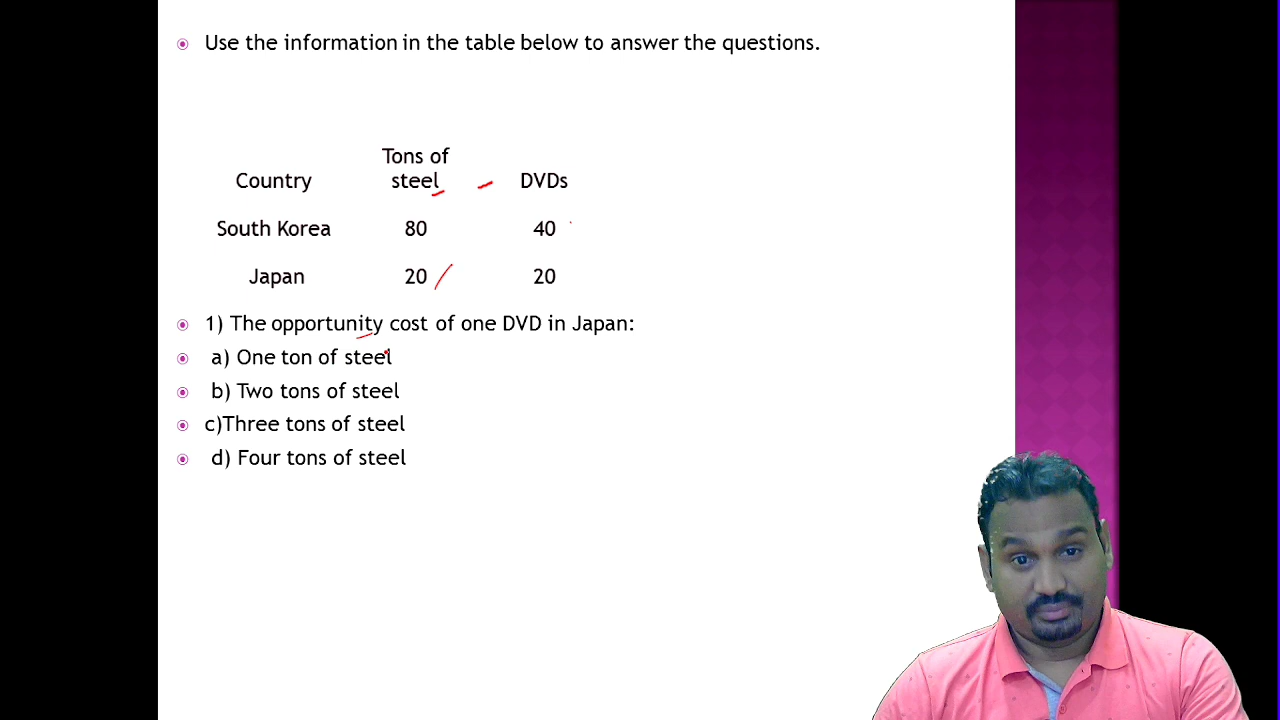 Use the information in the table below to answer the questions.
Tons of
Country steel DVDs
South Korea 80 40
Japan 20 20
1) The opportunity cost of one DVD in Japan:
a) One ton of steel
b) Two tons of steel
c)Three tons of steel
d) Four tons of steel